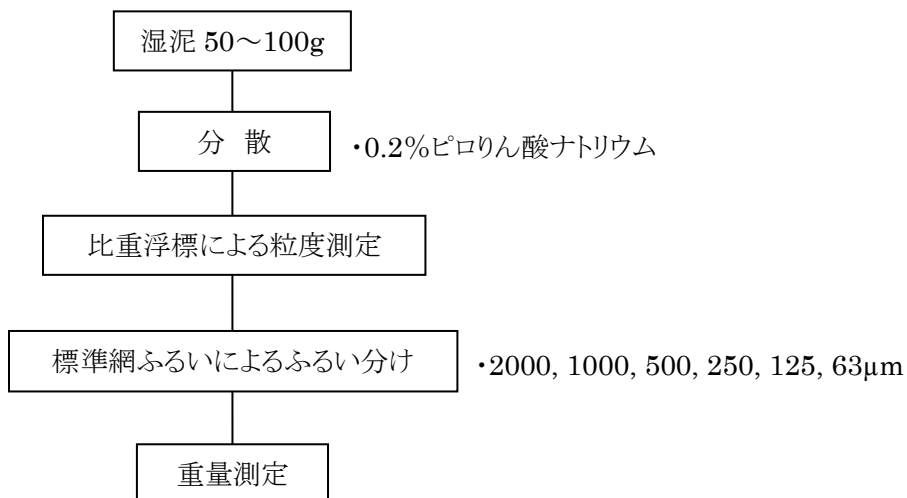 湿泥 50～100g
分 散
・0.2％ピロりん酸ナトリウム
比重浮標による粒度測定
標準網ふるいによるふるい分け
・2000, 1000, 500, 250, 125, 63μm
重量測定